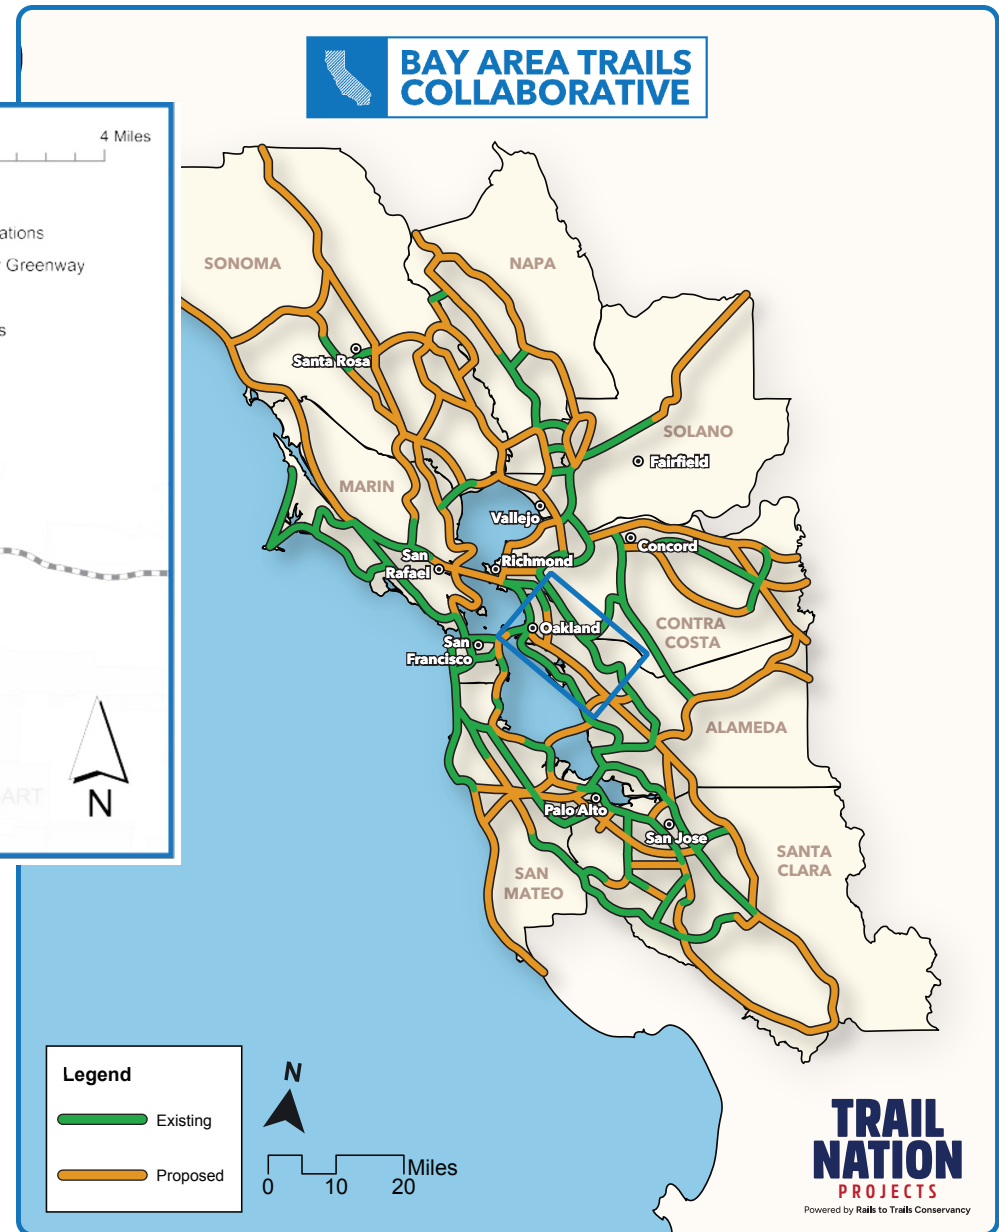 BAY AREA TRAILS
COLLABORATIVE
4 Miles
ations
Greenway
s
ART
N
SONOMA
NAPA
Santa Rosa
SOLANO
Fairfield
MARIN
Vallejo
Concord
San
Rafael
Richmond
CONTRA
COSTA
Oakland
San
Francisco
ALAMEDA
Palo Alto
San Jose
SANTA
CLARA
SAN
MATEO
Legend
Existing
Proposed
N
Miles
0 10 20
TRAIL
NATION
PROJECTS
Powered by Rails to Trails Conservancy